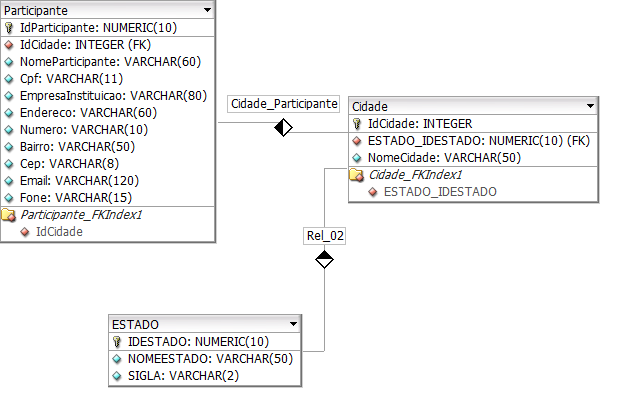 Participante
IdParticipante: NUMERIC(10)
IdCidade: INTEGER (FK)
NomeParticipante: VARCHAR(60)
Cpf: VARCHAR(11)
EmpresaInstituicao: VARCHAR(80)
Endereco: VARCHAR(60)
Numero: VARCHAR(10)
Bairro: VARCHAR(50)
Cep: VARCHAR(8)
Email: VARCHAR(120)
Fone: VARCHAR(15)
Participante_FKIndex1
IdCidade
Cidade_Participante
Cidade
IdCidade: INTEGER
ESTADO_IDESTADO: NUMERIC(10) (FK)
NomeCidade: VARCHAR(50)
Cidade_FKIndex1
ESTADO_IDESTADO
Rel_02
ESTADO
IDESTADO: NUMERIC(10)
NOMEESTADO: VARCHAR(50)
SIGLA: VARCHAR(2)